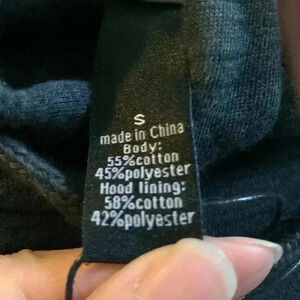 S
made in China
Body:
55%cotton
45%polyester
Hood lining:
58%cotton
42%polyester